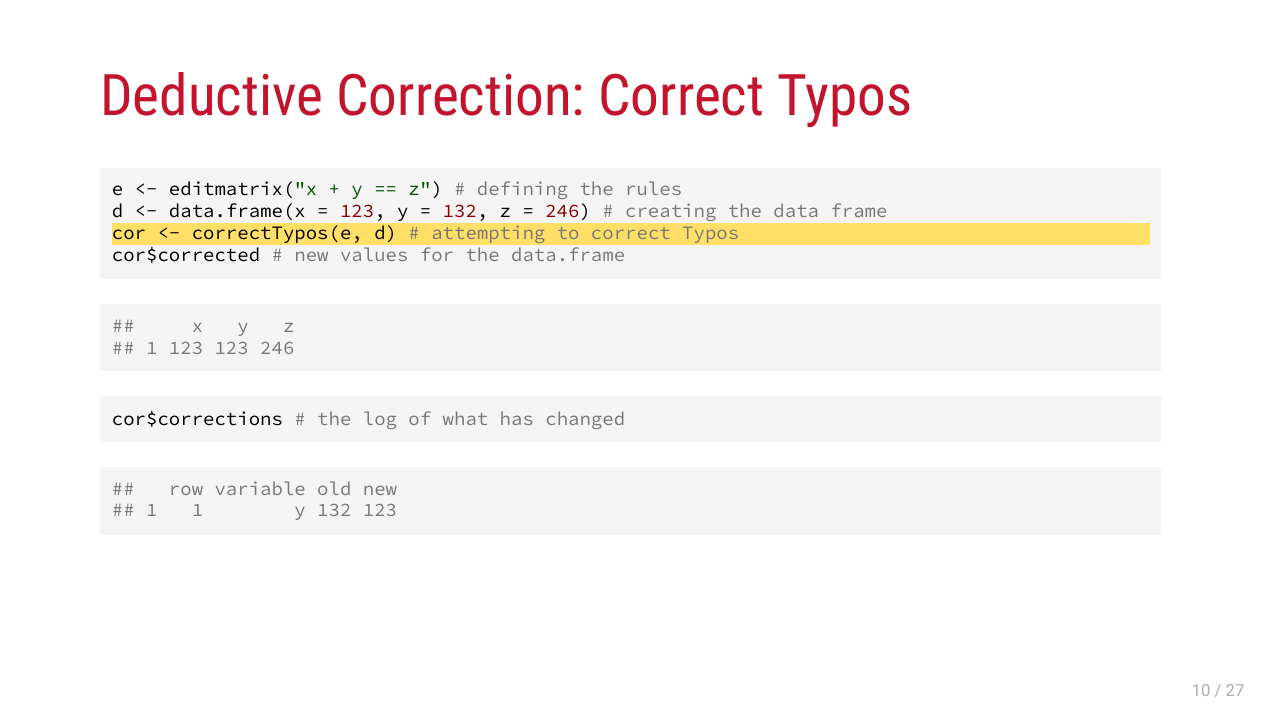 Deductive Correction: Correct Typos
e <- editmatrix("x + y == z") # defining the rules
d <- data.frame(x = 123, y = 132, z = 246) # creating the data frame
cor <- correctTypos(e, d) # attempting to correct Typos
cor$corrected # new values for the data.frame
##     x   y   z
## 1 123 123 246
cor$corrections # the log of what has changed
##   row variable old new
## 1   1        y 132 123
10 / 27